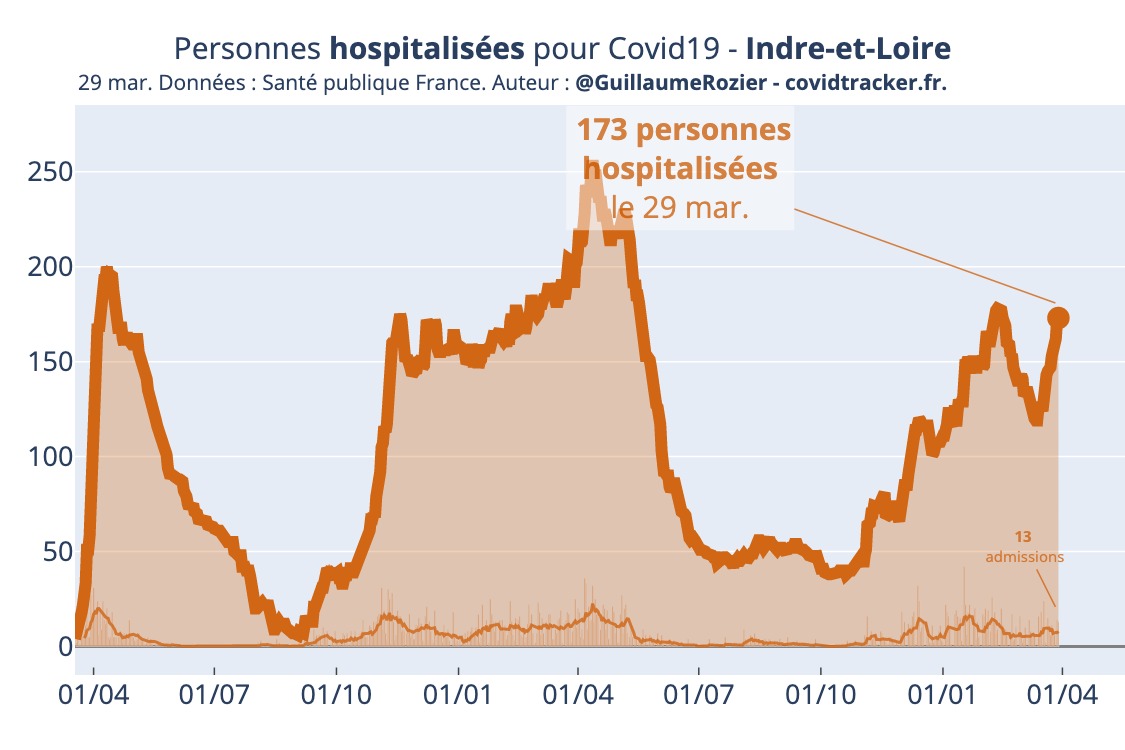 Personnes hospitalisées pour Covid19 - Indre-et-Loire
29 mar. Données : Santé publique France. Auteur : @GuillaumeRozier - covidtracker.fr.
173 personnes
hospitalisées
le 29 mar.
250
200
150
100
50
0
13
admissions
01/04 01/07 01/10 01/01 01/04 01/07 01/10 01/01 01/04